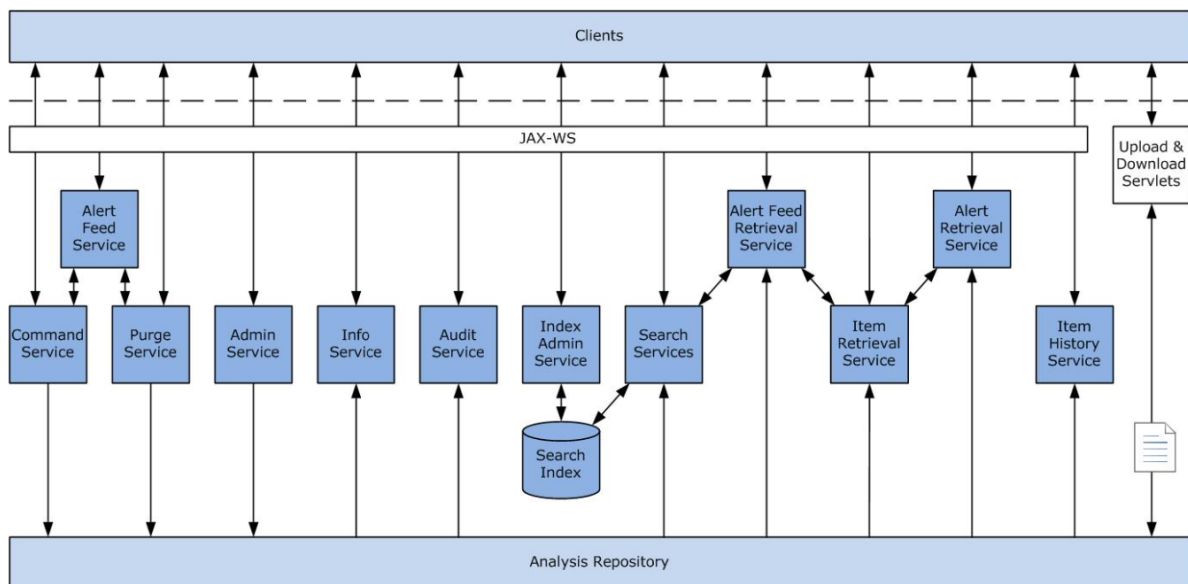 Clients
JAX-WS
Upload &
Download
Servlets
Alert
Feed
Service
Alert Feed
Retrieval
Service
Alert
Retrieval
Service
Command
Service
Purge
Service
Admin
Service
Info
Service
Audit
Service
Index
Admin
Service
Search
Services
Item
Retrieval
Service
Item
History
Service
Search
Index
Analysis Repository